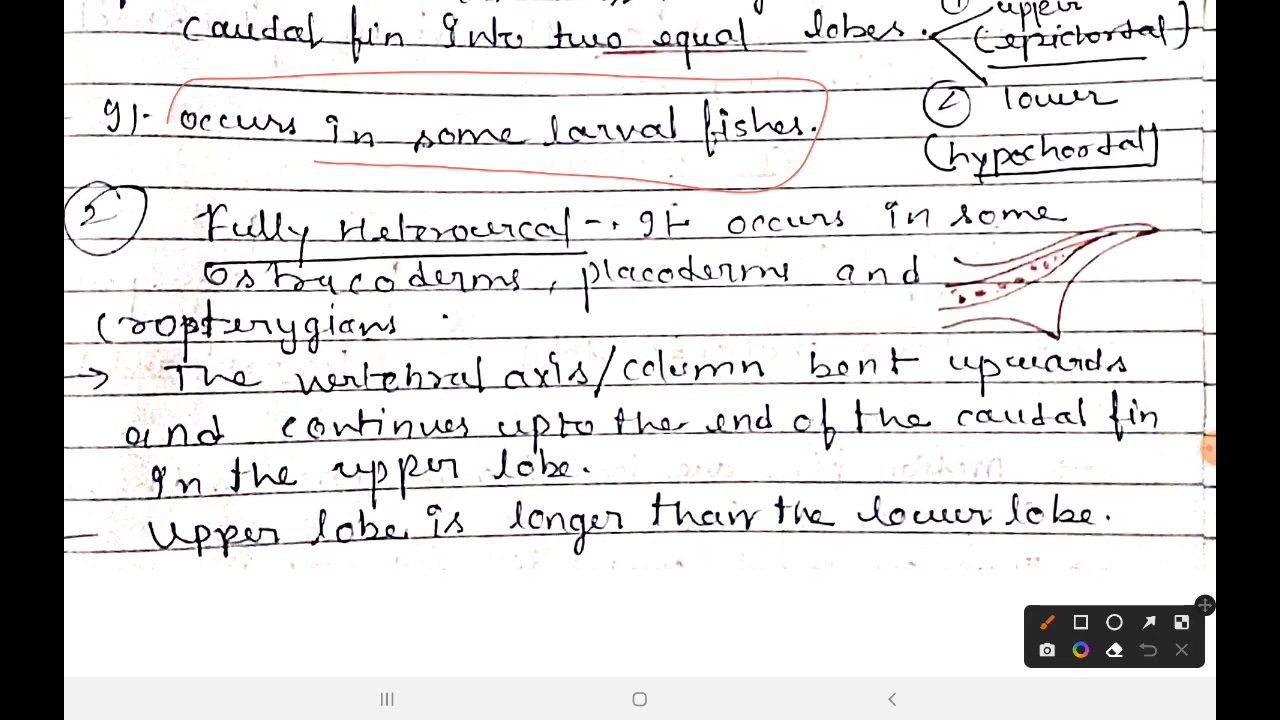 ① upper
caudal fin into two equal lobes. (epichordal)
② lower
It. occurs in some larval fishes.
(hypochordal)
2 Fully Heterocercal -. It occurs in some
Ostracoderms, placoderms and
Cropterygians.
→ The vertebral axis/column bent upwards
and continues upto the end of the caudal fin
in the upper lobe.
- Upper lobe is longer than the lower lobe.